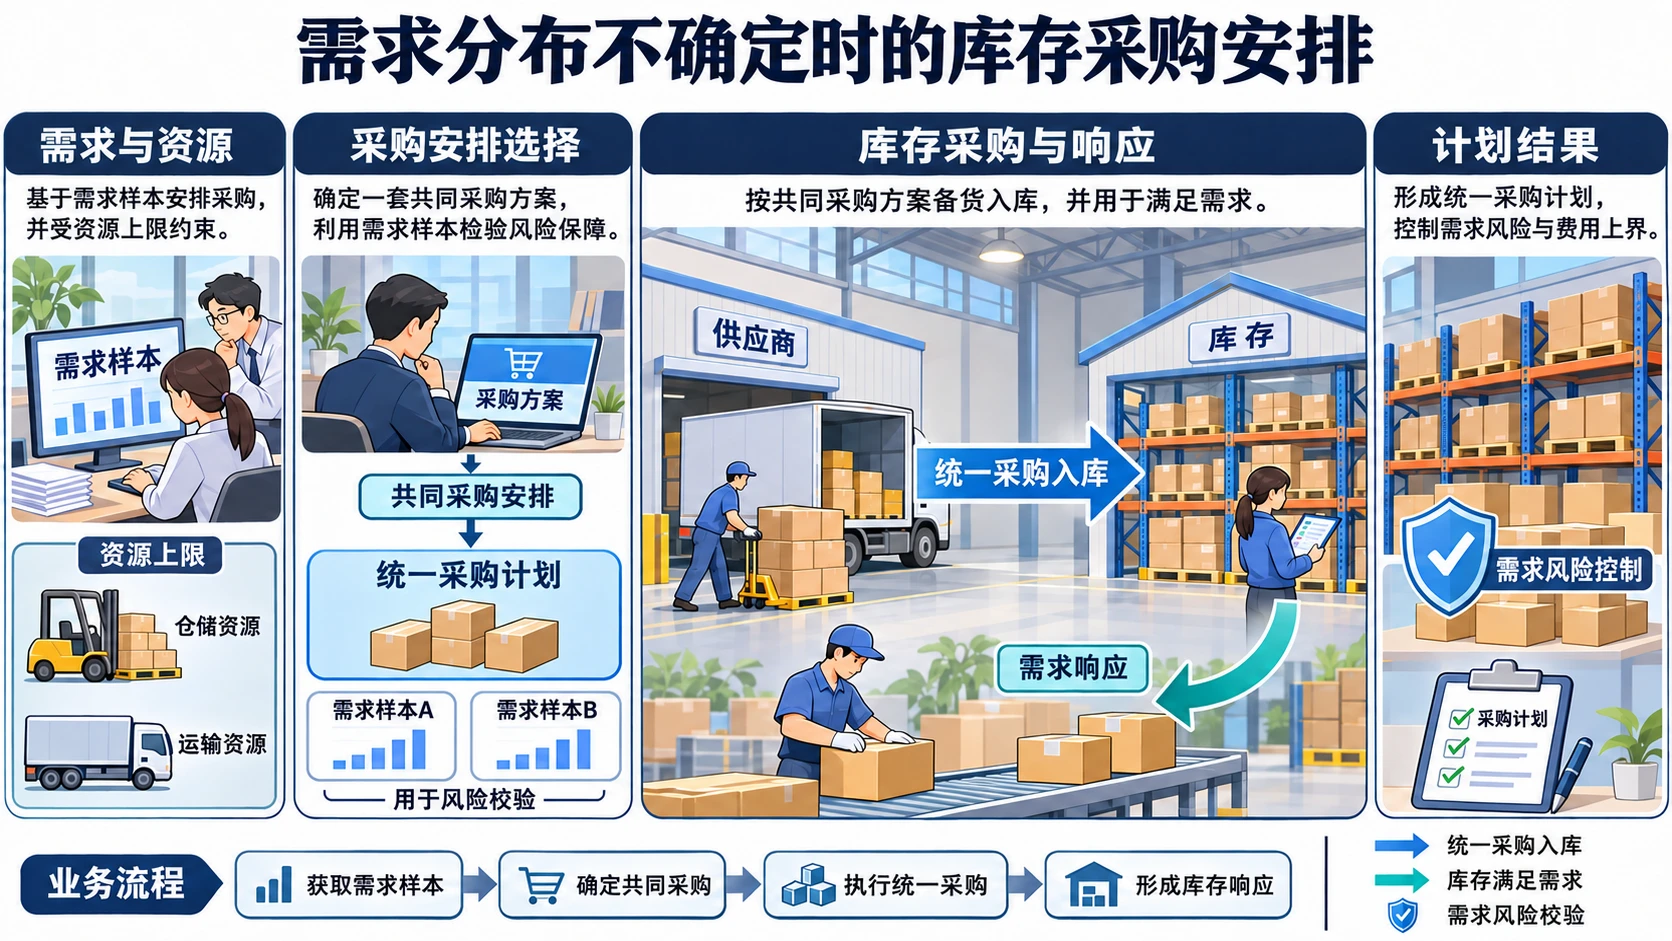 需求分布不确定时的库存采购安排
需求与资源
基于需求样本安排采购，
并受资源上限约束。
需求样本
资源上限
仓储资源
运输资源
采购安排选择
确定一套共同采购方案，
利用需求样本检验风险保障。
采购方案
共同采购安排
统一采购计划
需求样本A
需求样本B
用于风险校验
库存采购与响应
按共同采购方案备货入库，并用于满足需求。
供应商
库存
统一采购入库
需求响应
计划结果
形成统一采购计划，
控制需求风险与费用上界。
需求风险控制
采购计划
业务流程
获取需求样本
确定共同采购
执行统一采购
形成库存响应
统一采购入库
库存满足需求
需求风险校验